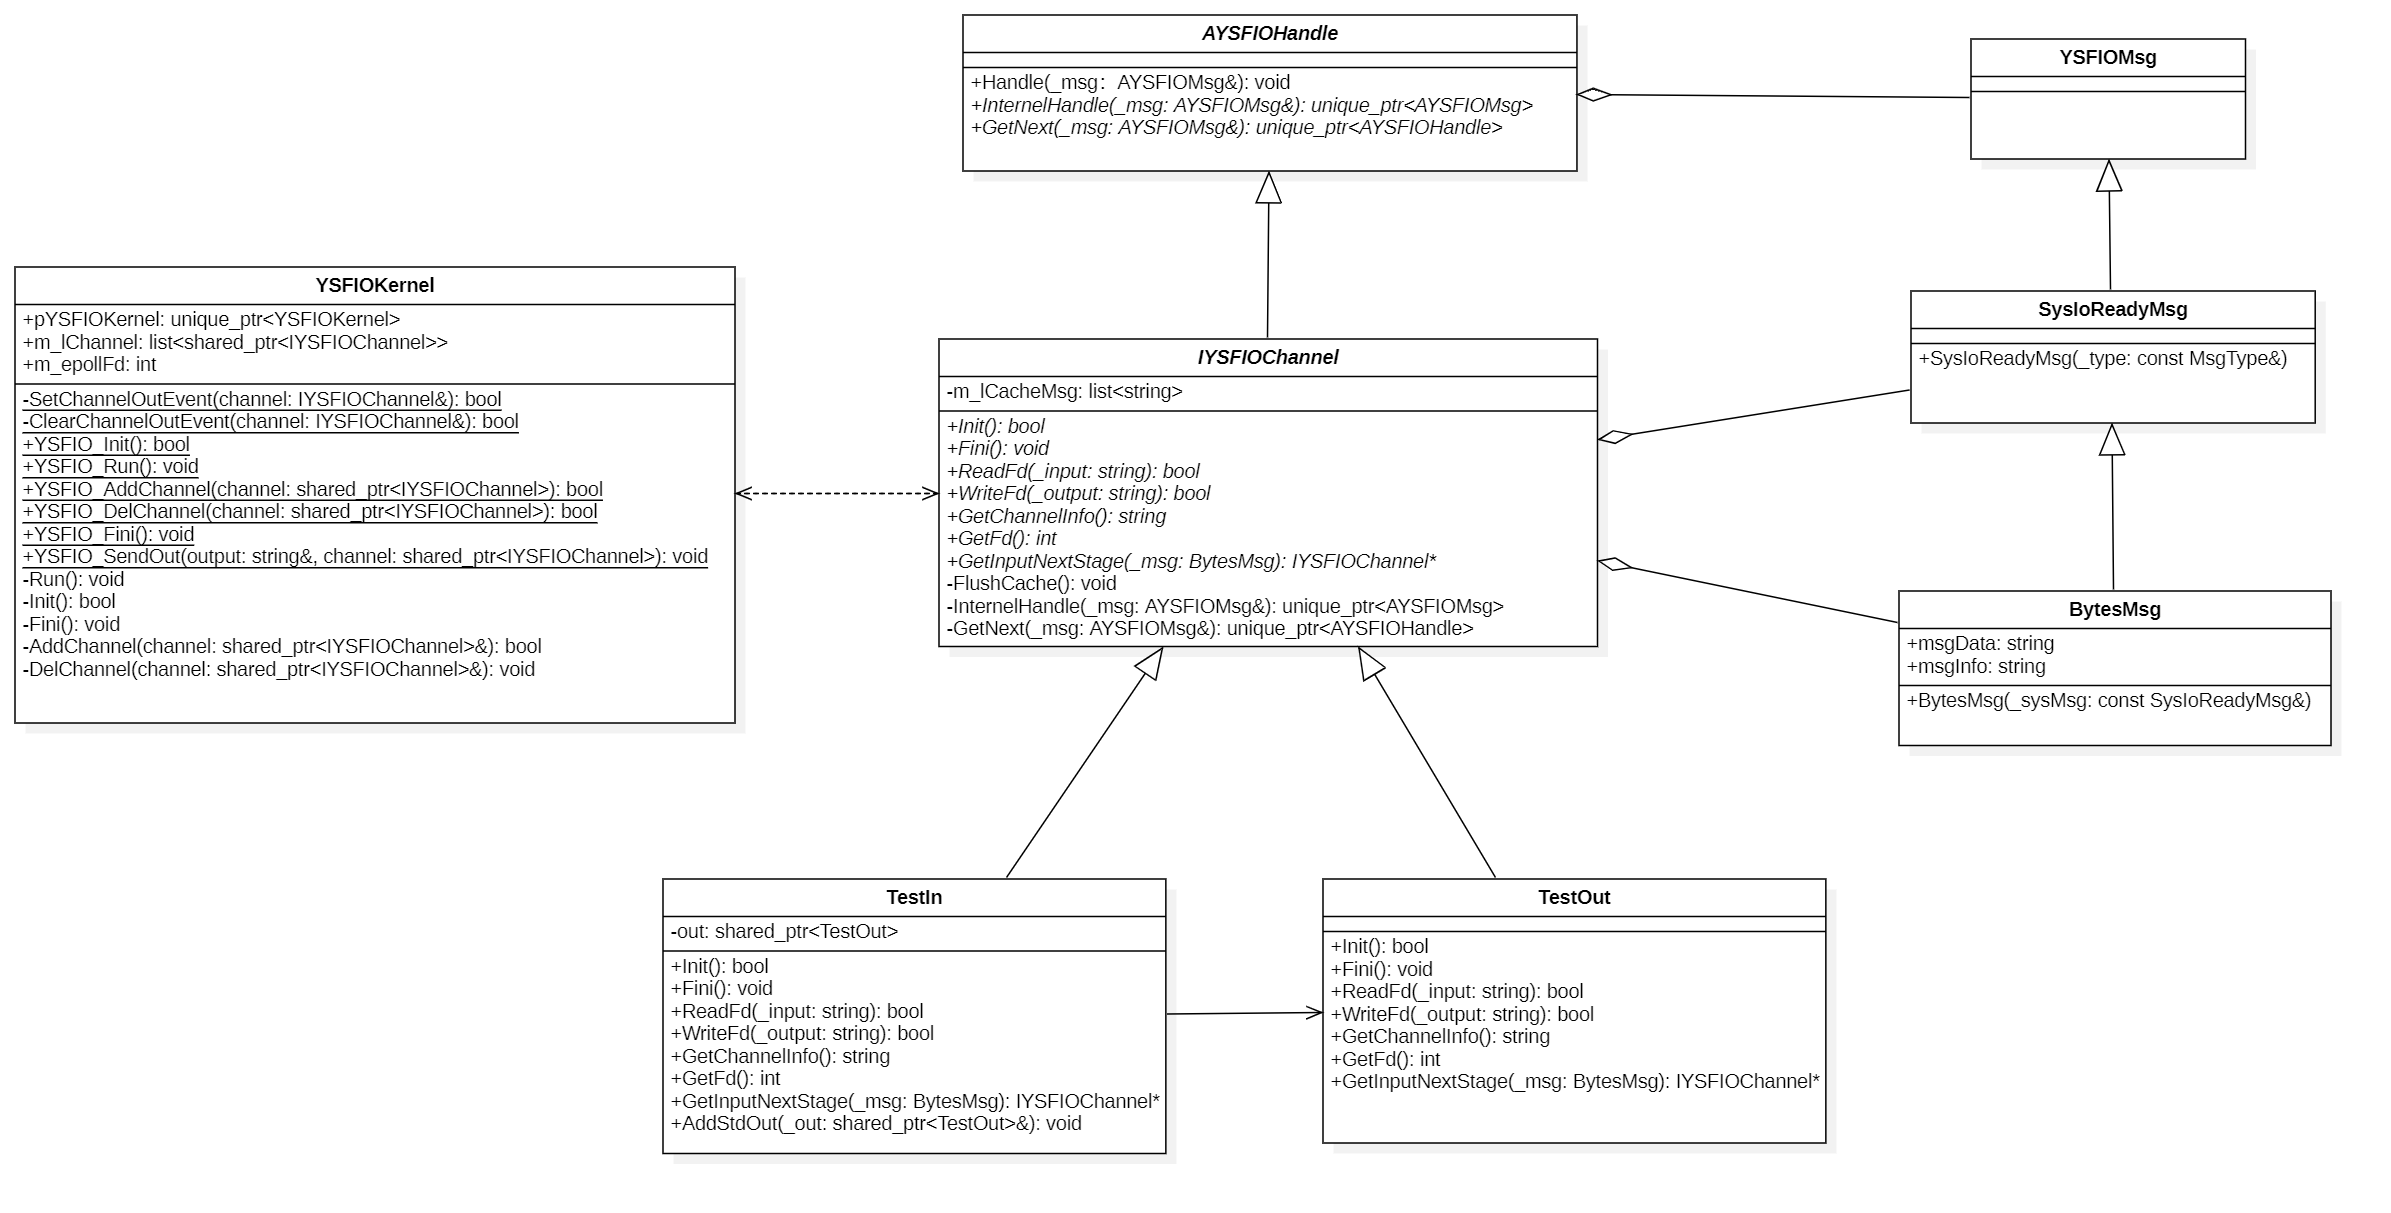 AYSFIOHandle
+Handle(_msg： AYSFIOMsg&): void
+InternelHandle(_msg: AYSFIOMsg&): unique_ptr<AYSFIOMsg>
+GetNext(_msg: AYSFIOMsg&): unique_ptr<AYSFIOHandle>
YSFIOMsg
YSFIOKernel
+pYSFIOKernel: unique_ptr<YSFIOKernel>
+m_lChannel: list<shared_ptr<IYSFIOChannel>>
+m_epollFd: int
-SetChannelOutEvent(channel: IYSFIOChannel&): bool
-ClearChannelOutEvent(channel: IYSFIOChannel&): bool
+YSFIO_Init(): bool
+YSFIO_Run(): void
+YSFIO_AddChannel(channel: shared_ptr<IYSFIOChannel>): bool
+YSFIO_DelChannel(channel: shared_ptr<IYSFIOChannel>): bool
+YSFIO_Fini(): void
+YSFIO_SendOut(output: string&, channel: shared_ptr<IYSFIOChannel>): void
-Run(): void
-Init(): bool
-Fini(): void
-AddChannel(channel: shared_ptr<IYSFIOChannel>&): bool
-DelChannel(channel: shared_ptr<IYSFIOChannel>&): void
IYSFIOChannel
-m_lCacheMsg: list<string>
+Init(): bool
+Fini(): void
+ReadFd(_input: string): bool
+WriteFd(_output: string): bool
+GetChannelInfo(): string
+GetFd(): int
+GetInputNextStage(_msg: BytesMsg): IYSFIOChannel*
-FlushCache(): void
-InternelHandle(_msg: AYSFIOMsg&): unique_ptr<AYSFIOMsg>
-GetNext(_msg: AYSFIOMsg&): unique_ptr<AYSFIOHandle>
SysIoReadyMsg
+SysIoReadyMsg(_type: const MsgType&)
BytesMsg
+msgData: string
+msgInfo: string
+BytesMsg(_sysMsg: const SysIoReadyMsg&)
TestIn
-out: shared_ptr<TestOut>
+Init(): bool
+Fini(): void
+ReadFd(_input: string): bool
+WriteFd(_output: string): bool
+GetChannelInfo(): string
+GetFd(): int
+GetInputNextStage(_msg: BytesMsg): IYSFIOChannel*
+AddStdOut(_out: shared_ptr<TestOut>&): void
TestOut
+Init(): bool
+Fini(): void
+ReadFd(_input: string): bool
+WriteFd(_output: string): bool
+GetChannelInfo(): string
+GetFd(): int
+GetInputNextStage(_msg: BytesMsg): IYSFIOChannel*